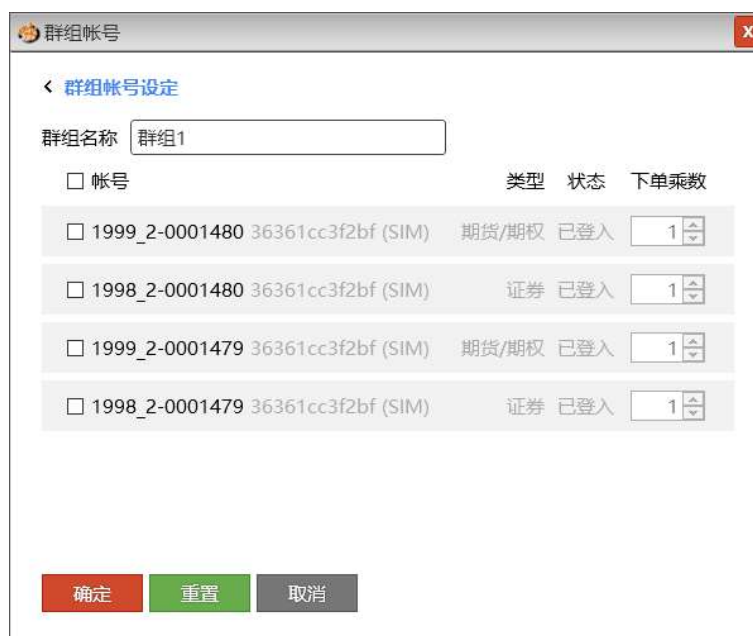 群组帐号
X
群组帐号设定
群组名称 群组1
帐号 类型 状态 下单乘数
1999_2-0001480 36361cc3f2bf (SIM) 期货/期权 已登入 1
1998_2-0001480 36361cc3f2bf (SIM) 证券 已登入 1
1999_2-0001479 36361cc3f2bf (SIM) 期货/期权 已登入 1
1998_2-0001479 36361cc3f2bf (SIM) 证券 已登入 1
确定 重置 取消